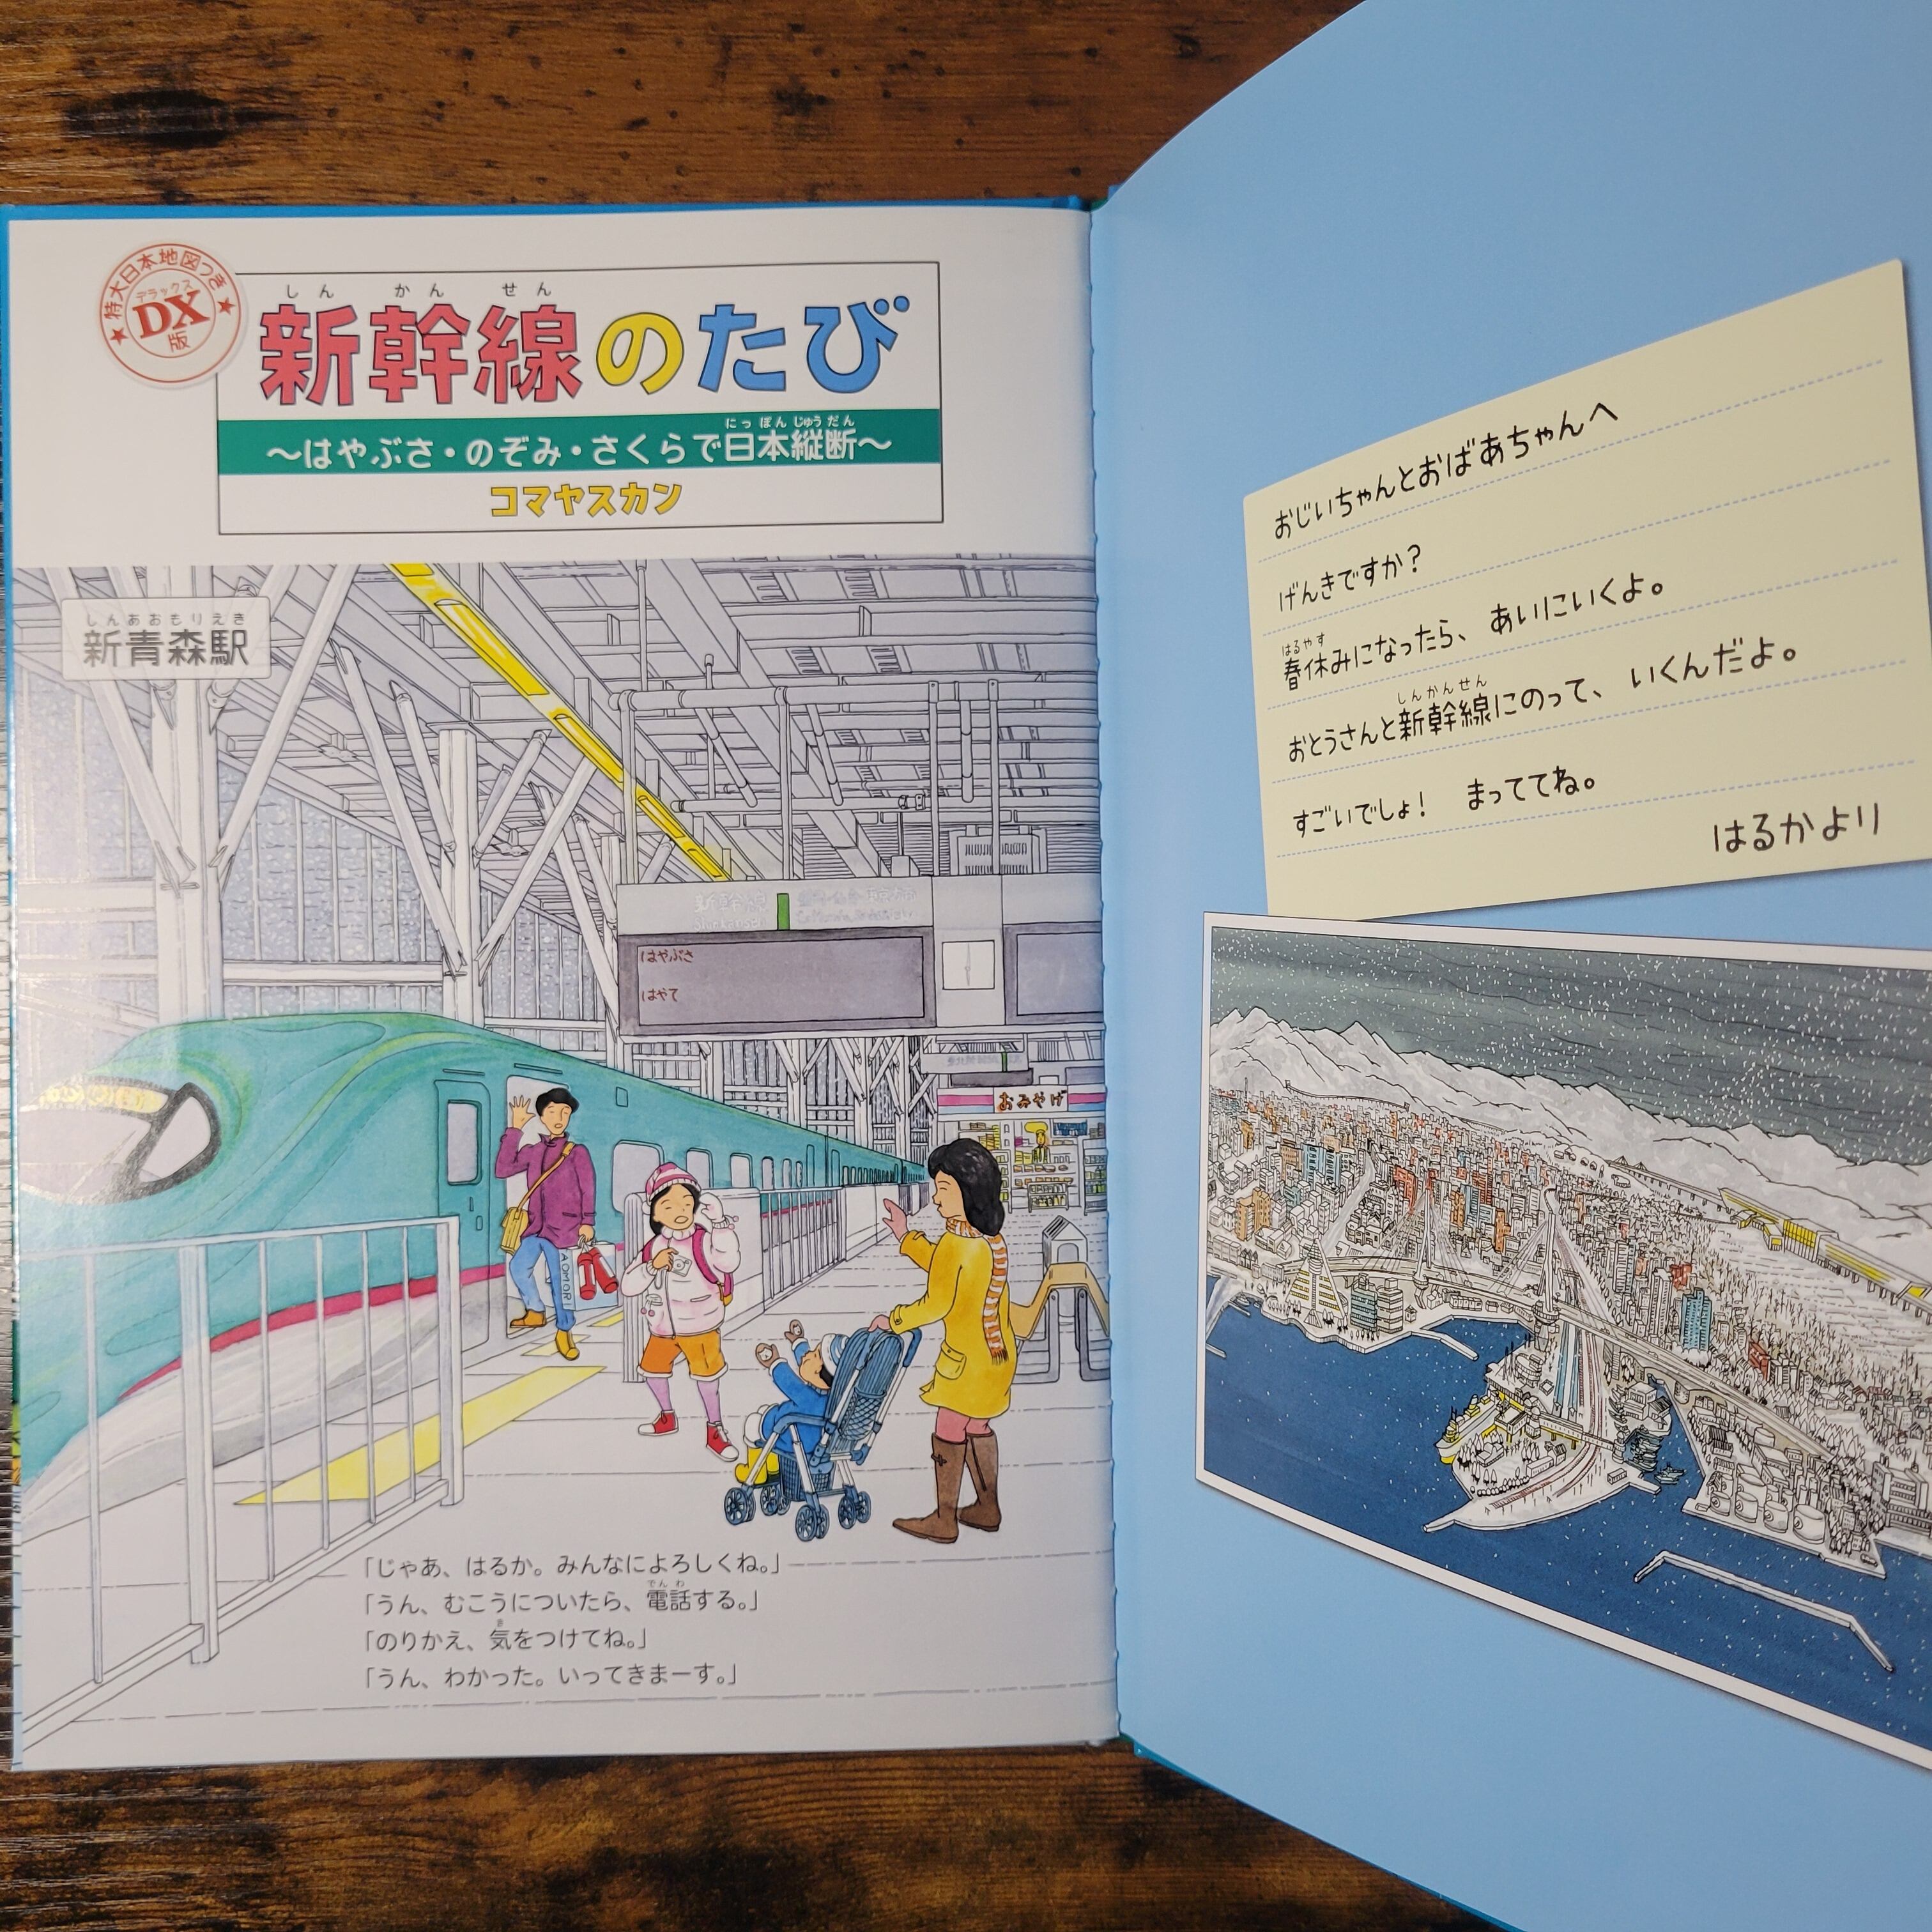 ★特大日本地図つき★
デラックス
DX
版
しんかんせん
新幹線のたび
にっぽんじゅうだん
〜はやぶさ・のぞみ・さくらで日本縦断〜
コマヤスカン
しんあおもりえき
新青森駅
新幹線
Shinkansen
はやぶさ
はやて
おみやげ
AOMORI
「じゃあ、はるか。みんなによろしくね。」
でんわ
「うん、むこうについたら、電話する。」
き
「のりかえ、気をつけてね。」
「うん、わかった。いってきまーす。」
おじいちゃんとおばあちゃんへ
げんきですか?
はるやす
春休みになったら、あいにいくよ。
しんかんせん
おとうさんと新幹線にのって、いくんだよ。
すごいでしょ! まっててね。
はるかより